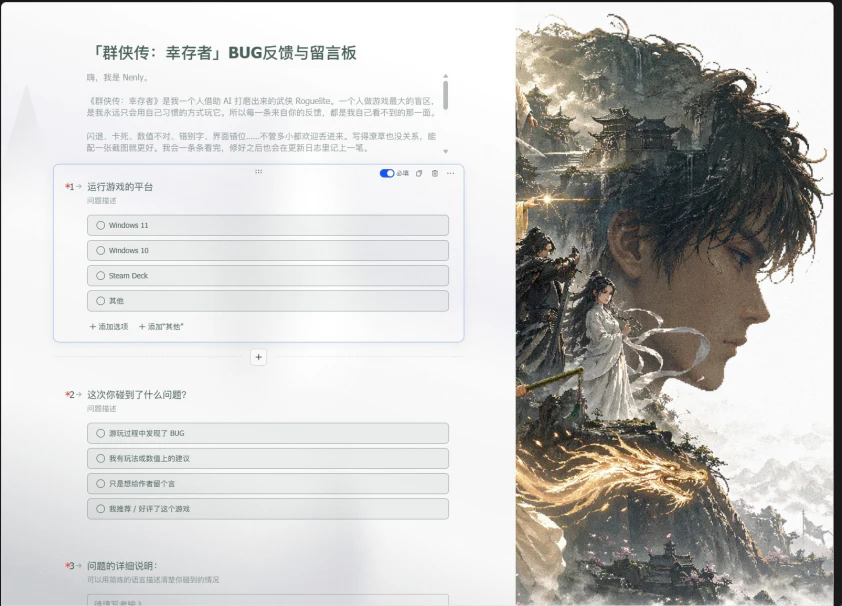 「群侠传：幸存者」BUG反馈与留言板
嗨，我是 Nenly。
《群侠传：幸存者》是我一个人借助 AI 打磨出来的武侠 Roguelite。一个人做游戏最大的盲区，
是我永远只会用自己习惯的方式玩它。所以每一条来自你的反馈，都是我自己看不到的那一面。
闪退、卡死、数值不对、错别字、界面错位……不管多小都欢迎丢进来。写得潦草也没关系，能
配一张截图就更好。我会一条条看完，修好之后也会在更新日志里记上一笔。
必填
*1 运行游戏的平台
问题描述
Windows 11
Windows 10
Steam Deck
其他
+ 添加选项 + 添加"其他"
*2 这次你碰到了什么问题?
问题描述
游玩过程中发现了 BUG
我有玩法或数值上的建议
只是想给作者留个言
我推荐 / 好评了这个游戏
*3 问题的详细说明：
可以用简练的语言描述清楚你碰到的情况